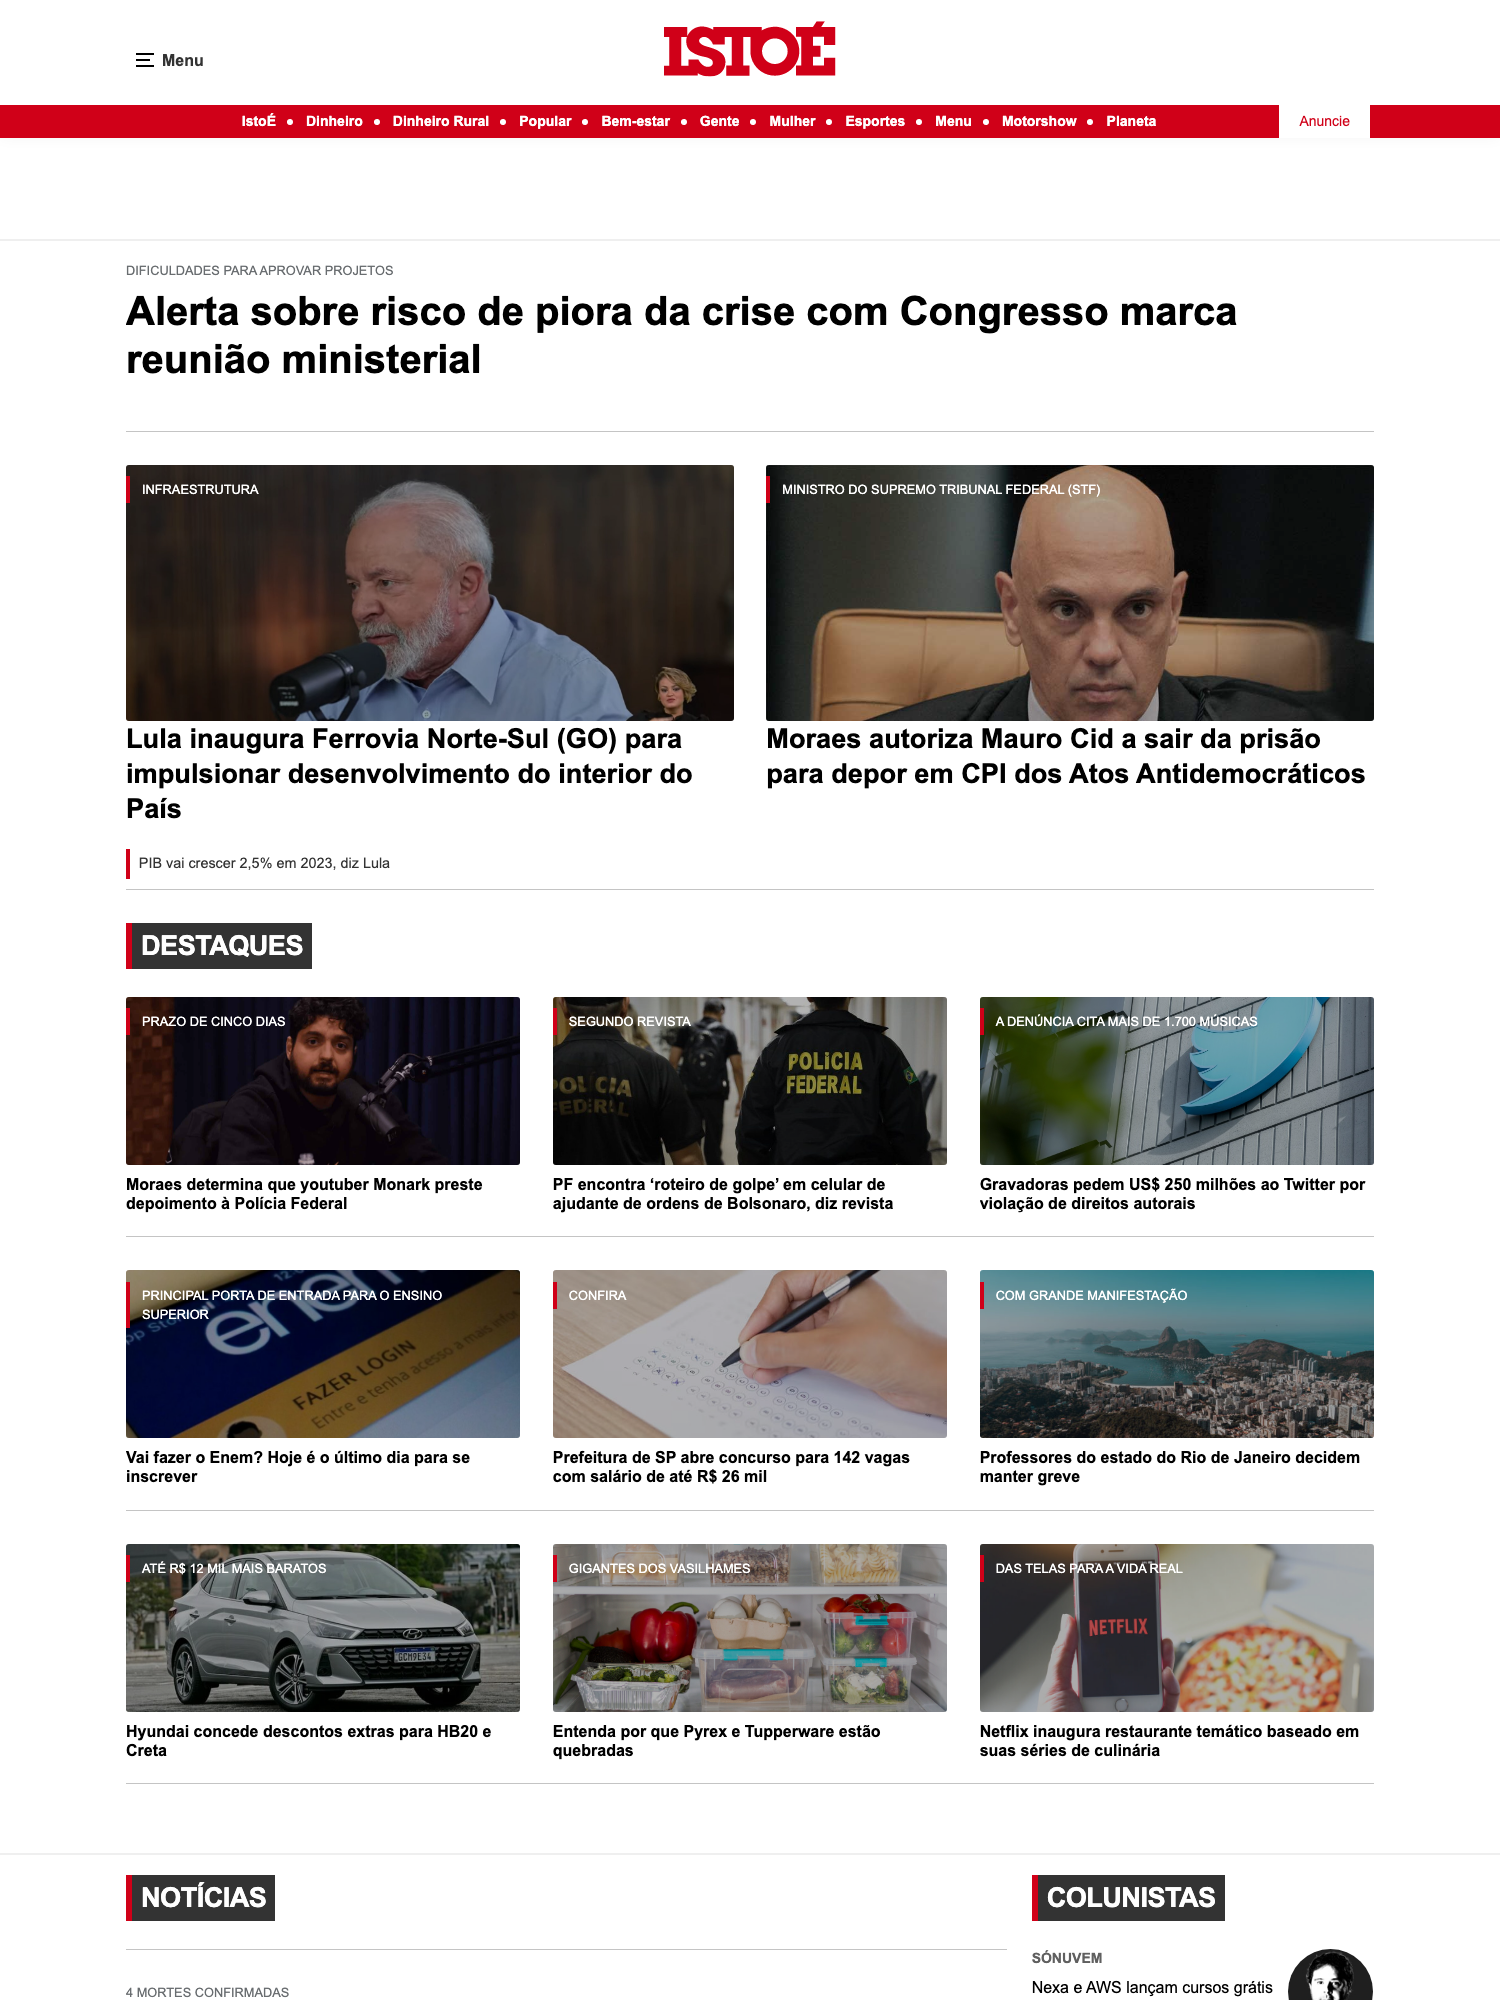 Menu
ISTOÉ
IstoÉ • Dinheiro • Dinheiro Rural • Popular • Bem-estar • Gente • Mulher • Esportes • Menu • Motorshow • Planeta
Anuncie
DIFICULDADES PARA APROVAR PROJETOS
Alerta sobre risco de piora da crise com Congresso marca
reunião ministerial
INFRAESTRUTURA
Lula inaugura Ferrovia Norte-Sul (GO) para
impulsionar desenvolvimento do interior do
País
PIB vai crescer 2,5% em 2023, diz Lula
MINISTRO DO SUPREMO TRIBUNAL FEDERAL (STF)
Moraes autoriza Mauro Cid a sair da prisão
para depor em CPI dos Atos Antidemocráticos
DESTAQUES
PRAZO DE CINCO DIAS
Moraes determina que youtuber Monark preste
depoimento à Polícia Federal
SEGUNDO REVISTA
POLÍCIA
FEDERAL
POLÍCIA
FEDERAL
PF encontra ‘roteiro de golpe’ em celular de
ajudante de ordens de Bolsonaro, diz revista
A DENÚNCIA CITA MAIS DE 1.700 MÚSICAS
Gravadoras pedem US$ 250 milhões ao Twitter por
violação de direitos autorais
PRINCIPAL PORTA DE ENTRADA PARA O ENSINO
SUPERIOR
enem
FAZER LOGIN
Entre e tenha acesso a mais
Vai fazer o Enem? Hoje é o último dia para se
inscrever
CONFIRA
Prefeitura de SP abre concurso para 142 vagas
com salário de até R$ 26 mil
COM GRANDE MANIFESTAÇÃO
Professores do estado do Rio de Janeiro decidem
manter greve
ATÉ R$ 12 MIL MAIS BARATOS
GCM9E34
Hyundai concede descontos extras para HB20 e
Creta
GIGANTES DOS VASILHAMES
Entenda por que Pyrex e Tupperware estão
quebradas
DAS TELAS PARA A VIDA REAL
NETFLIX
Netflix inaugura restaurante temático baseado em
suas séries de culinária
NOTÍCIAS
4 MORTES CONFIRMADAS
COLUNISTAS
SÓNUVEM
Nexa e AWS lançam cursos grátis